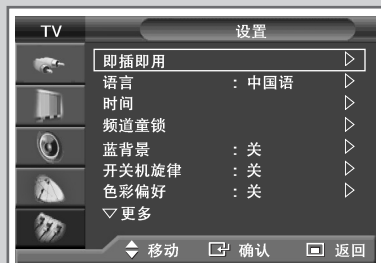 TV 设置
即插即用
语言 : 中国语
时间
频道童锁
蓝背景 : 关
开关机旋律 : 关
色彩偏好 : 关
▽更多
移动 确认 返回